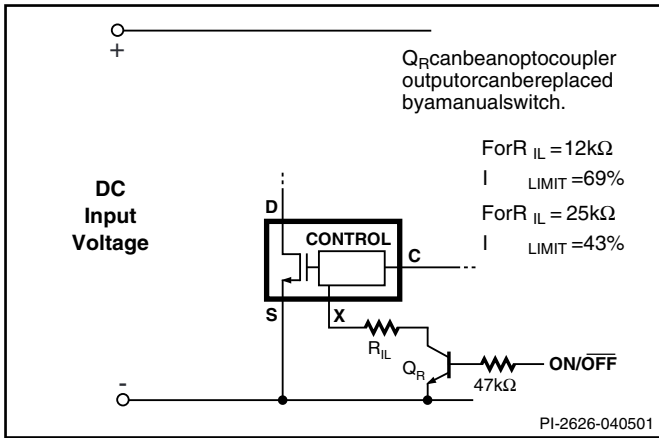 +
QRcanbeanoptocoupler
outputorcanbereplaced
byamanualswitch.
ForR IL =12kΩ
I LIMIT =69%
ForR IL = 25kΩ
I LIMIT =43%
DC
Input
Voltage
D
CONTROL
C
S
X
RIL
QR
47kΩ
ON/OFF
-
PI-2626-040501